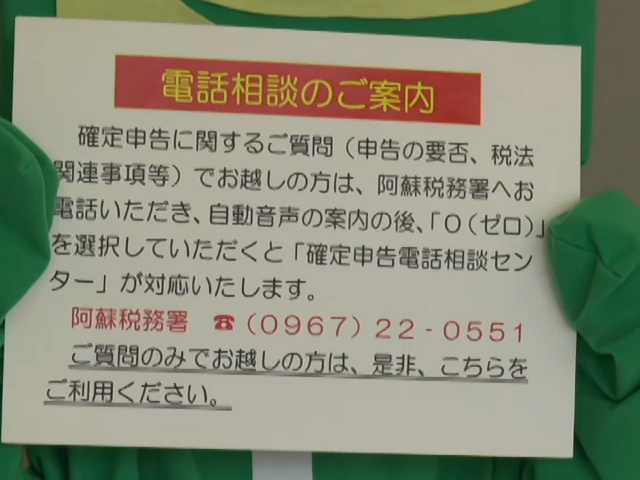 電話相談のご案内
確定申告に関するご質問（申告の要否、税法
関連事項等）でお越しの方は、阿蘇税務署へお
電話いただき、自動音声の案内の後、「０（ゼロ）」
を選択していただくと「確定申告電話相談セン
ター」が対応いたします。
阿蘇税務署　☎（０９６７）２２－０５５１
ご質問のみでお越しの方は、是非、こちらを
ご利用ください。